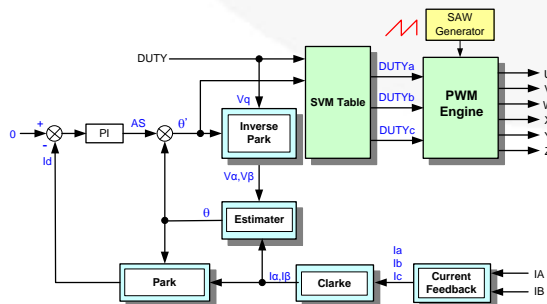 SAW
Generator
DUTY
DUTYa
Vq
SVM Table
DUTYb
PWM
Engine
U
V
W
X
Y
Z
+
0
-
Id
PI
AS
θ'
Inverse
Park
DUTYc
Vα,Vβ
θ
Estimater
Ia
Ib
Ic
Park
Iα,Iβ
Clarke
Current
Feedback
IA
IB